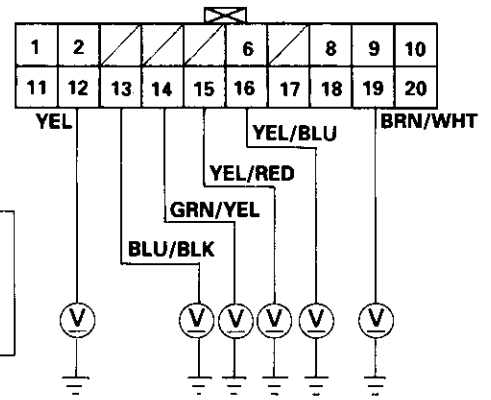 1 2 6 8 9 10
11 12 13 14 15 16 17 18 19 20
YEL BRN/WHT
YEL/BLU
YEL/RED
GRN/YEL
BLU/BLK
V V V V V V